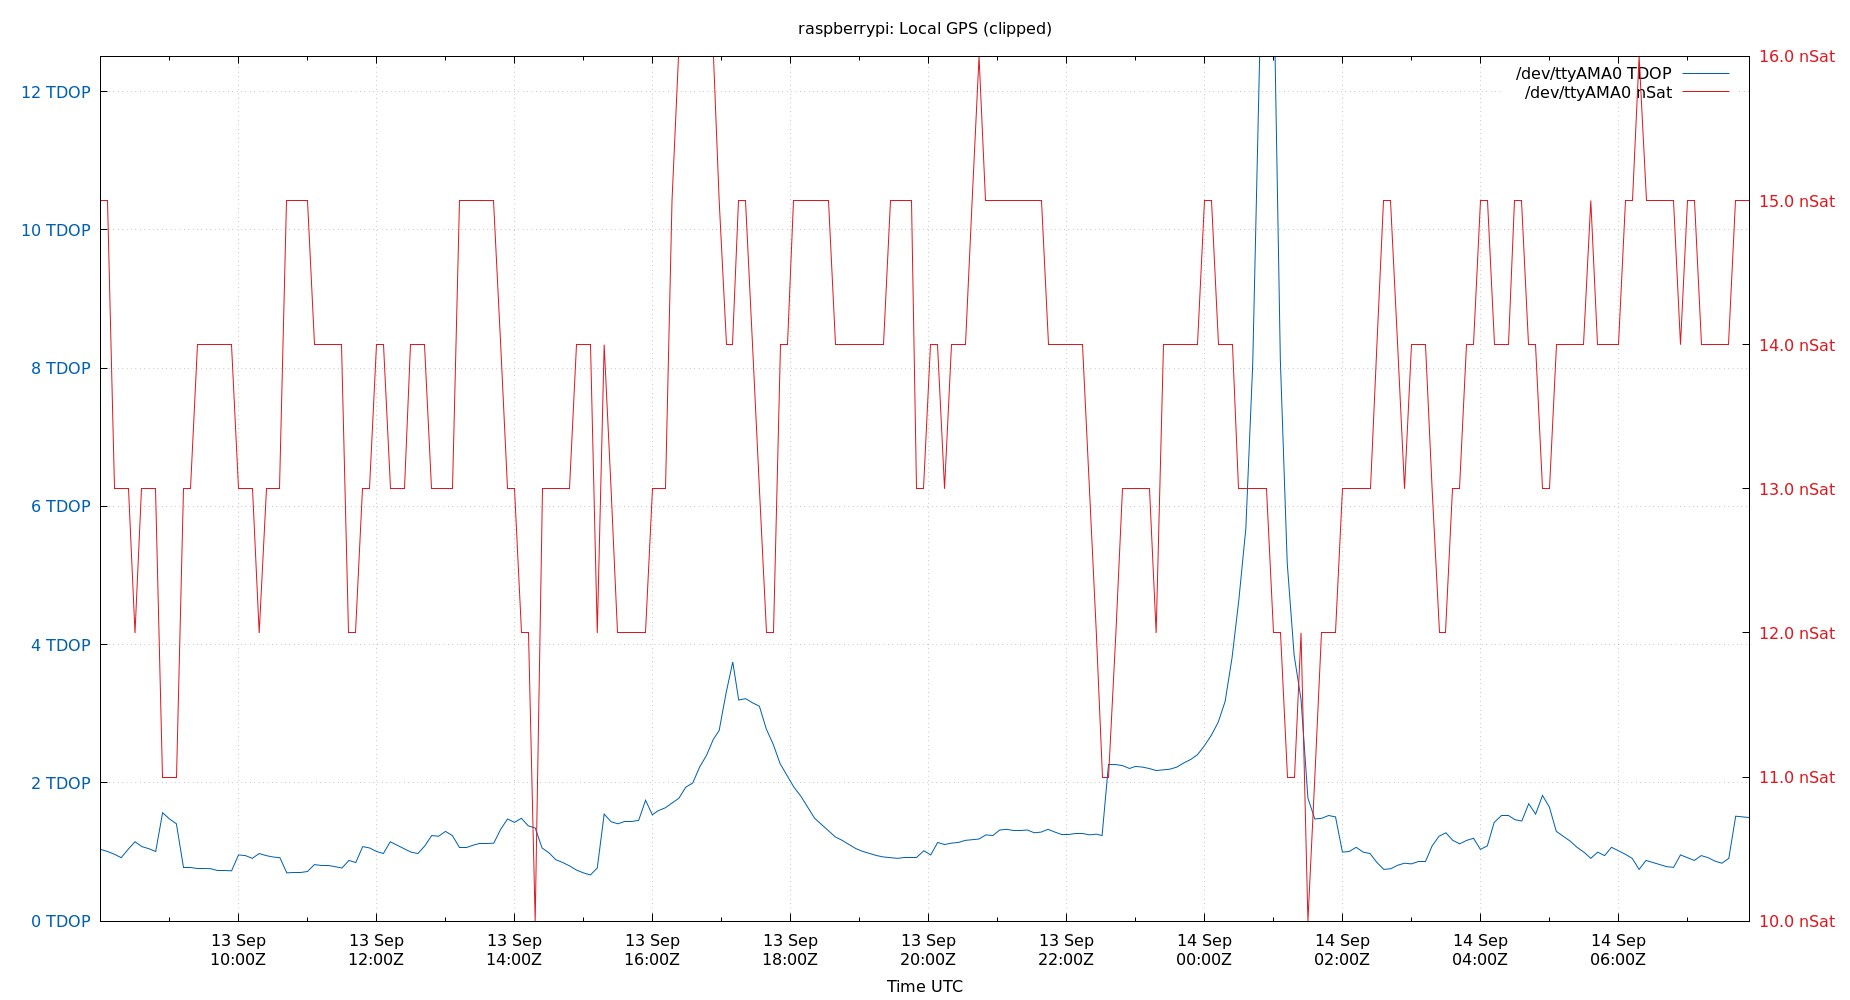 raspberrypi: Local GPS (clipped)
/dev/ttyAMA0 TDOP
/dev/ttyAMA0 nSat
12 TDOP
10 TDOP
8 TDOP
6 TDOP
4 TDOP
2 TDOP
0 TDOP
16.0 nSat
15.0 nSat
14.0 nSat
13.0 nSat
12.0 nSat
11.0 nSat
10.0 nSat
13 Sep
10:00Z
13 Sep
12:00Z
13 Sep
14:00Z
13 Sep
16:00Z
13 Sep
18:00Z
13 Sep
20:00Z
13 Sep
22:00Z
14 Sep
00:00Z
14 Sep
02:00Z
14 Sep
04:00Z
14 Sep
06:00Z
Time UTC